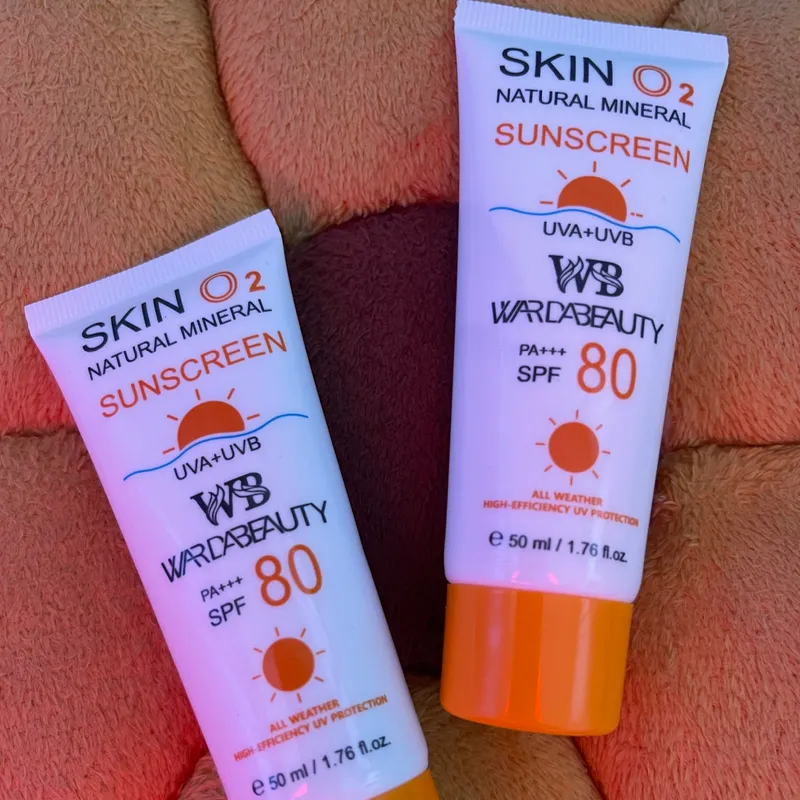 SKIN O2
NATURAL MINERAL
SUNSCREEN
UVA+UVB
WB
WARDABEAUTY
PA+++
SPF 80
ALL WEATHER
HIGH-EFFICIENCY UV PROTECTION
e 50 ml / 1.76 fl.oz.
SKIN O2
NATURAL MINERAL
SUNSCREEN
UVA+UVB
WB
WARDABEAUTY
PA+++
SPF 80
ALL WEATHER
HIGH-EFFICIENCY UV PROTECTION
e 50 ml / 1.76 fl.oz.